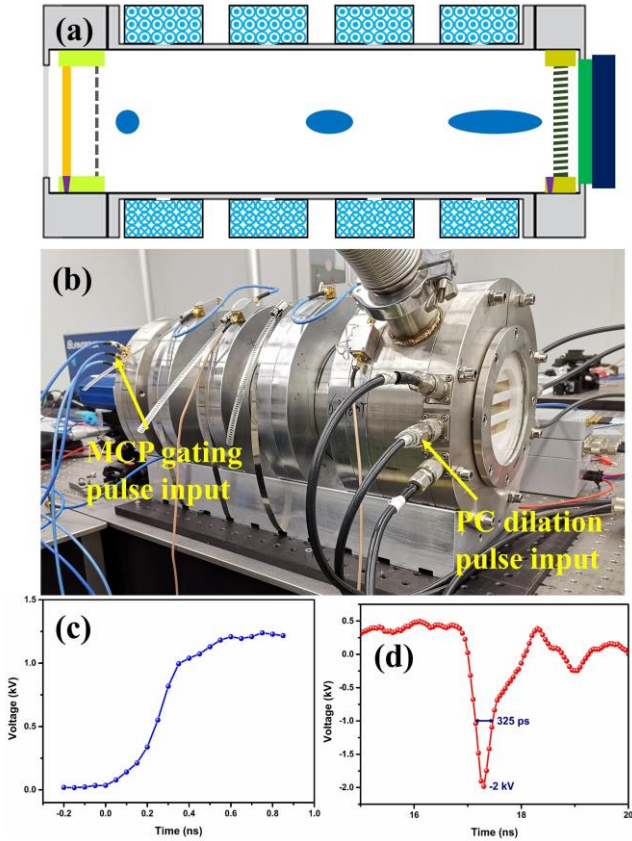 (a)
(b)
MCP gating
pulse input
PC dilation
pulse input
(c)
1.5
1.0
0.5
0.0
Voltage (kV)
-0.2
0.0
0.2
0.4
0.6
0.8
1.0
Time (ns)
(d)
0.5
0.0
-0.5
-1.0
-1.5
-2.0
Voltage (kV)
325 ps
-2 kV
15
16
17
18
19
20
Time (ns)